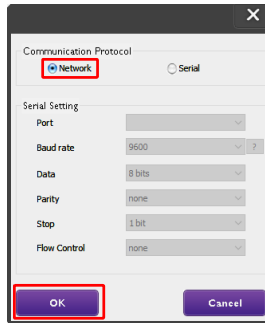 Communication Protocol
Network Serial
Serial Setting
Port
Baud rate 9600 ?
Data 8 bits
Parity none
Stop 1 bit
Flow Control none
OK Cancel